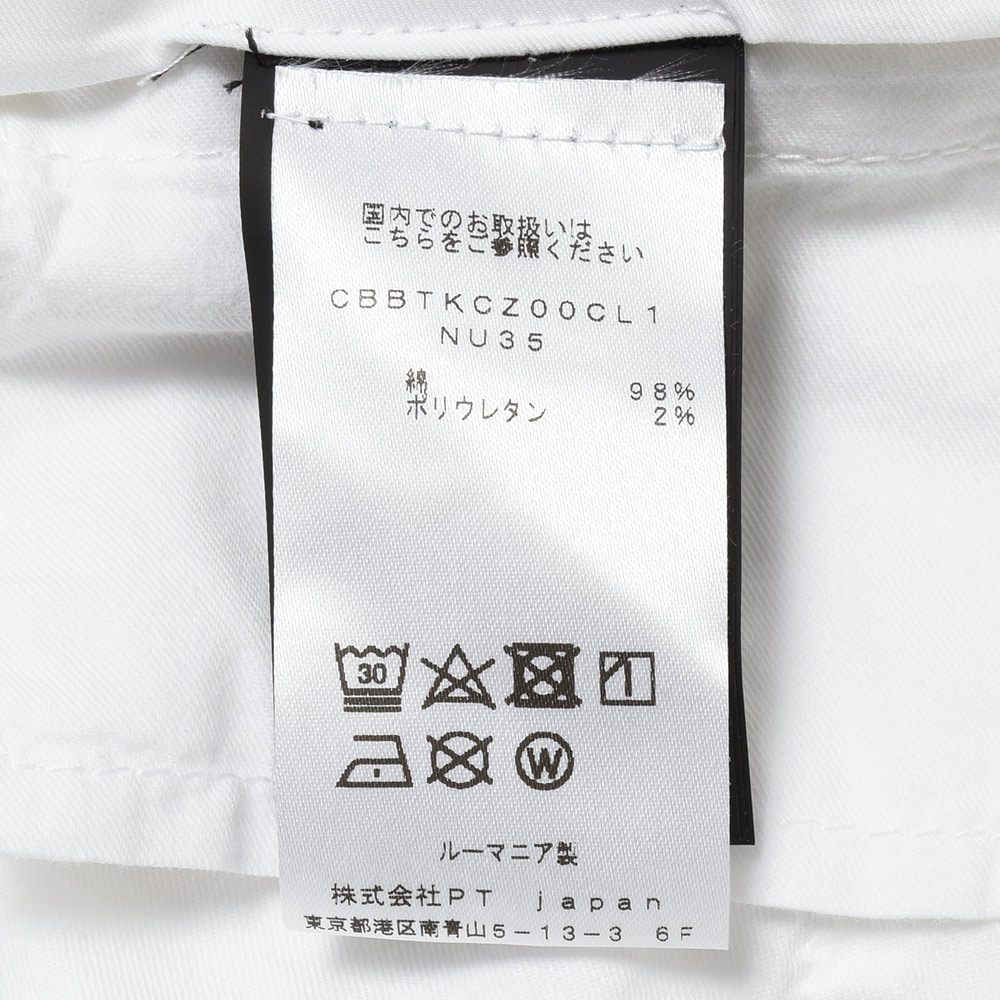 国内でのお取扱いは
こちらをご参照ください
CBBTKCZ00CL1
NU35
綿 98%
ポリウレタン 2%
30
W
ルーマニア製
株式会社PT japan
東京都港区南青山5-13-3 6F